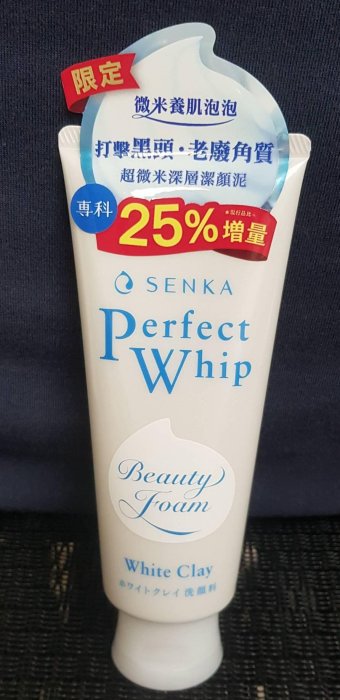 限定
微米養肌泡泡
打擊黑頭・老廢角質
超微米深層潔顏泥
專科
25%增量
SENKA
Perfect
Whip
Beauty
Foam
White Clay
ホワイトクレイ 洗顔料